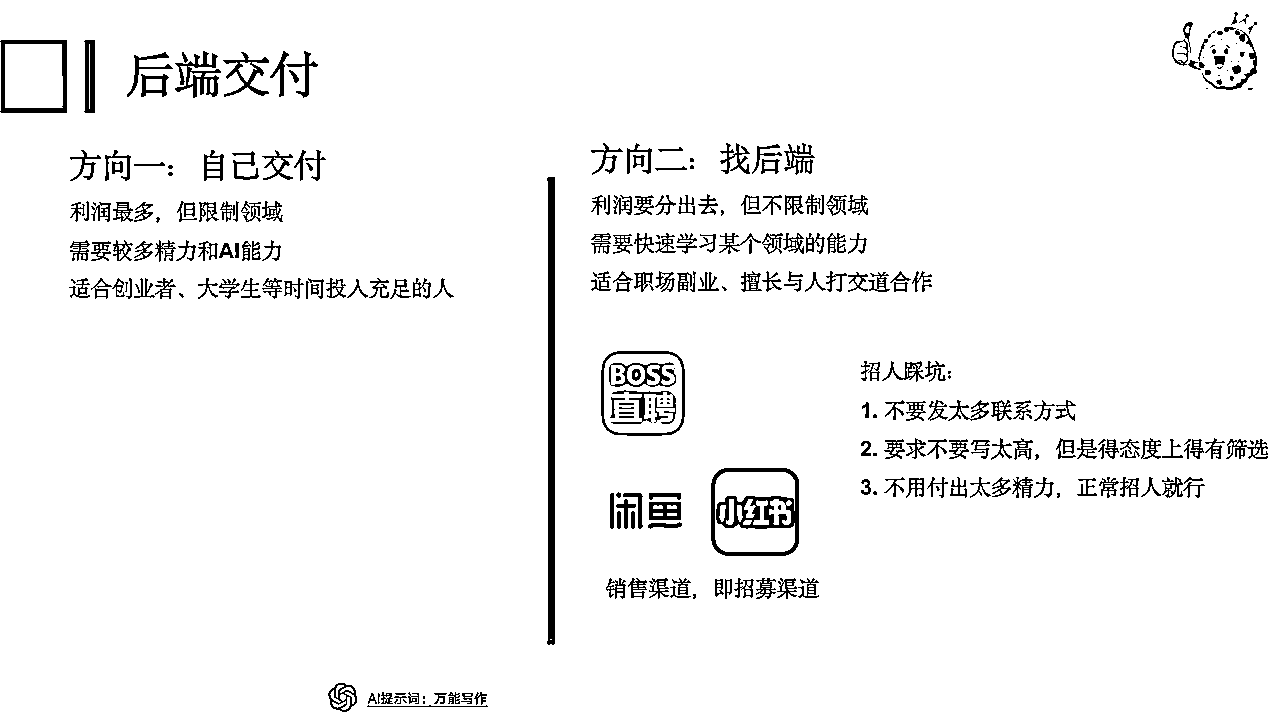 后端交付
方向一：自己交付
利润最多，但限制领域
需要较多精力和AI能力
适合创业者、大学生等时间投入充足的人
方向二：找后端
利润要分出去，但不限制领域
需要快速学习某个领域的能力
适合职场副业、擅长与人打交道合作
BOSS
直聘
闲鱼
小红书
销售渠道，即招募渠道
招人踩坑：
1. 不要发太多联系方式
2. 要求不要写太高，但是得态度上得有筛选
3. 不用付出太多精力，正常招人就行
AI提示词：万能写作